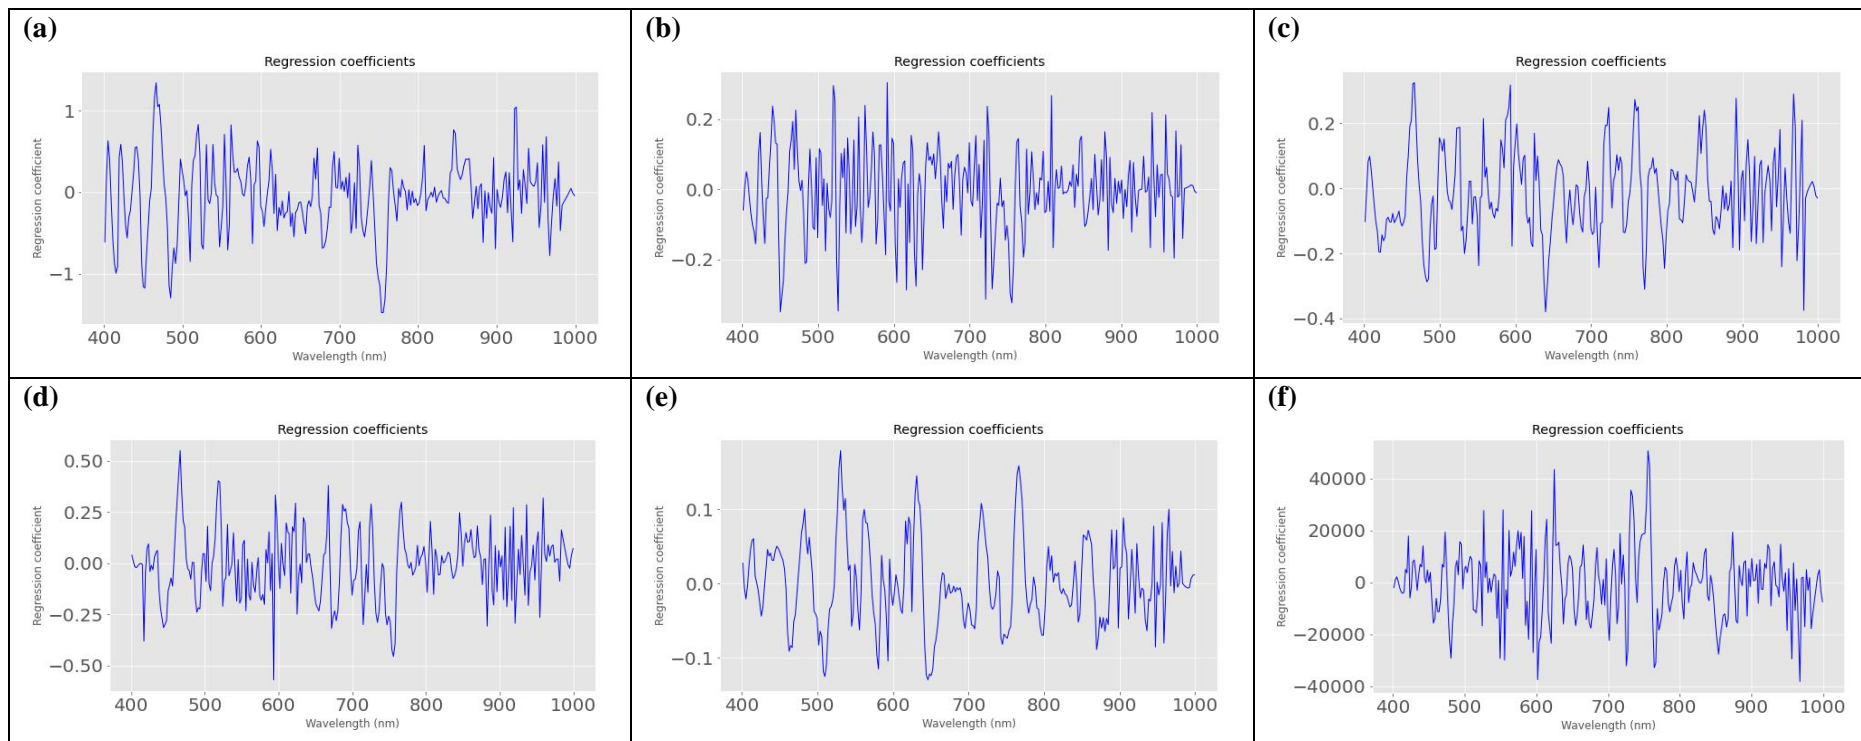 (a)
Regression coefficients
Regression coefficient
1
0
−1
400 500 600 700 800 900 1000
Wavelength (nm)
(b)
Regression coefficients
Regression coefficient
0.2
0.0
−0.2
400 500 600 700 800 900 1000
Wavelength (nm)
(c)
Regression coefficients
Regression coefficient
0.2
0.0
−0.2
−0.4
400 500 600 700 800 900 1000
Wavelength (nm)
(d)
Regression coefficients
Regression coefficient
0.50
0.25
0.00
−0.25
−0.50
400 500 600 700 800 900 1000
Wavelength (nm)
(e)
Regression coefficients
Regression coefficient
0.1
0.0
−0.1
400 500 600 700 800 900 1000
Wavelength (nm)
(f)
Regression coefficients
Regression coefficient
40000
20000
0
−20000
−40000
400 500 600 700 800 900 1000
Wavelength (nm)